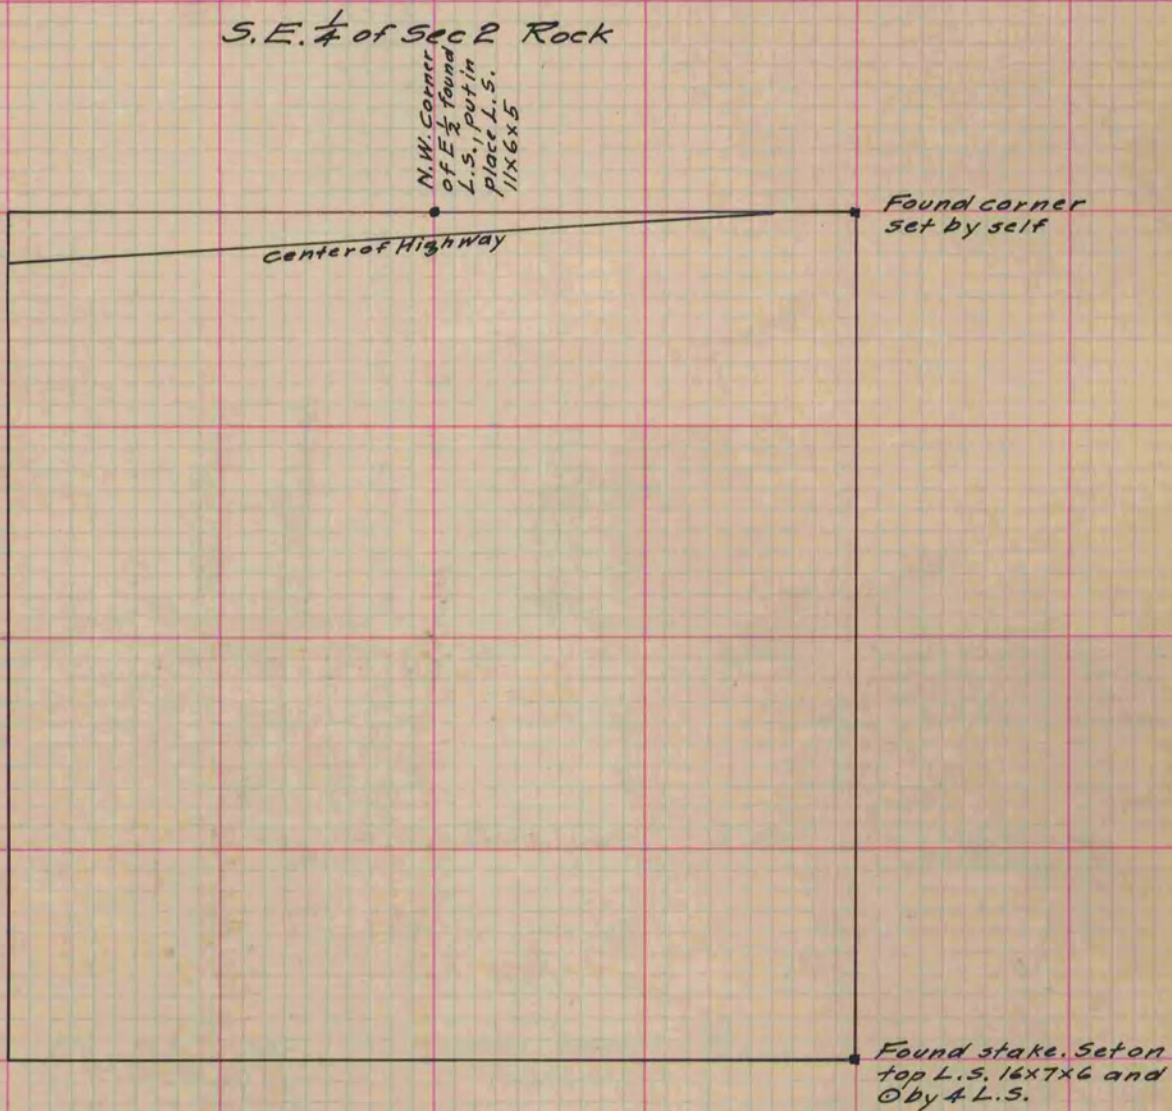 S.E. 1/4 of Sec 2 Rock
N.W. Corner
of E 1/2 found
L.S., put in
place L.S.
11x6x5
Found corner
set by self
Center of Highway
Found stake. Set on
top L.S. 16x7x6 and
⊙ by 4 L.S.